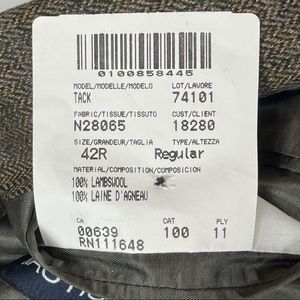 0100858445
MODEL/MODELLE/MODELO LOT/LAVORE
TACK 74101
FABRIC/TISSUE/TISSUTO CUST/CLIENT
N28065 18280
SIZE/GRANDEUR/TAGLIA TYPE/ALTEZZA
42R Regular
MATERIAL/COMPOSITION/COMPOSICION
100% LAMBSWOOL
100% LAINE D'AGNEAU
CA CAT PLY
00639 100 11
RN111648